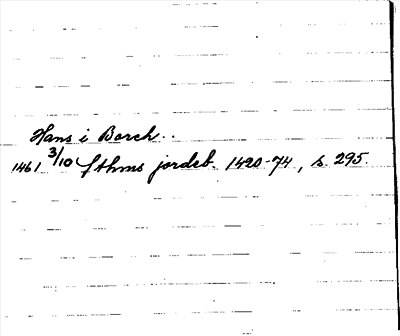 Hans i Borch..
1461 3/10 Sthms jordeb. 1420-74, s. 295.